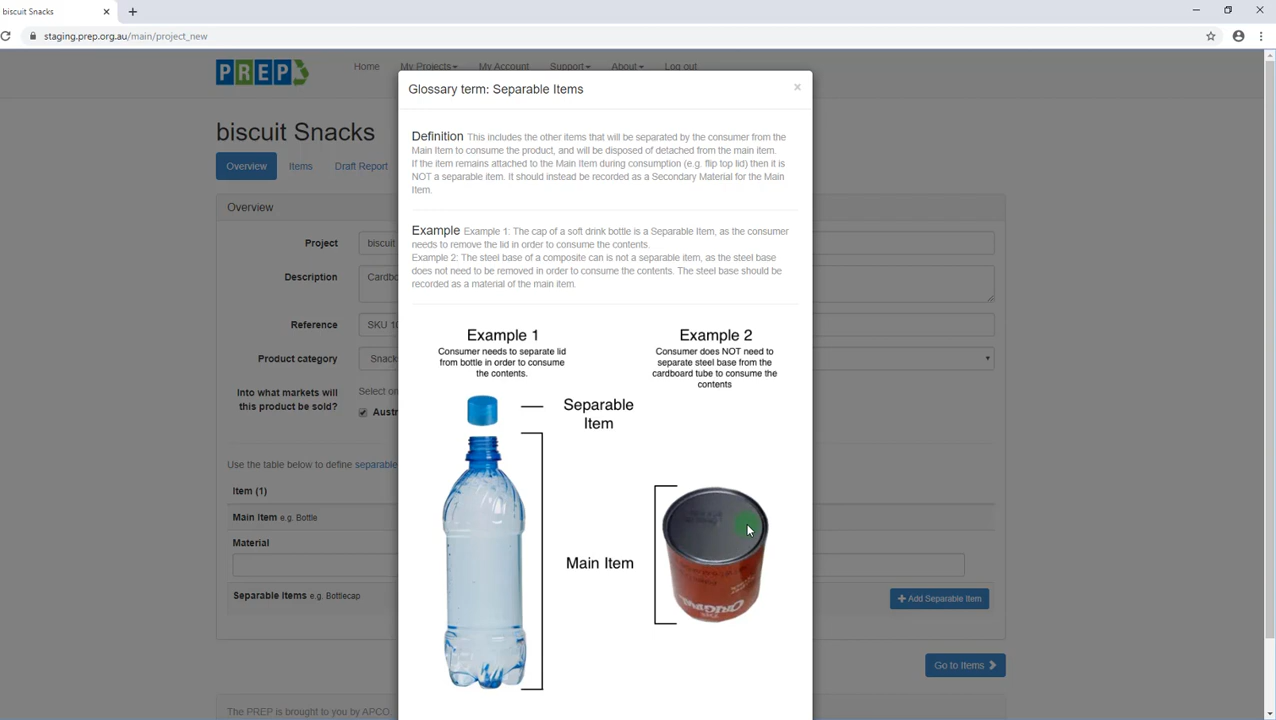 biscuit Snacks
staging.prep.org.au/main/project_new
PREP
Home My Projects My Account Support About Log out
Glossary term: Separable Items
×
biscuit Snacks
Overview Items Draft Report
Overview
Project biscuit
Description Cardbo
Reference SKU 10
Product category Snack
Into what markets will
this product be sold?
Select on
Austr
Use the table below to define separable
Item (1)
Main Item e.g. Bottle
Material
Separable Items e.g. Bottlecap
Add Separable Item
Go to Items
The PREP is brought to you by APCO.
Definition This includes the other items that will be separated by the consumer from the
Main Item to consume the product, and will be disposed of detached from the main item.
If the item remains attached to the Main Item during consumption (e.g. flip top lid) then it is
NOT a separable item. It should instead be recorded as a Secondary Material for the Main
Item.
Example Example 1: The cap of a soft drink bottle is a Separable Item, as the consumer
needs to remove the lid in order to consume the contents.
Example 2: The steel base of a composite can is not a separable item, as the steel base
does not need to be removed in order to consume the contents. The steel base should be
recorded as a material of the main item.
Example 1
Consumer needs to separate lid
from bottle in order to consume
the contents.
Example 2
Consumer does NOT need to
separate steel base from the
cardboard tube to consume the
contents
Separable
Item
Main Item
ORIGINAL